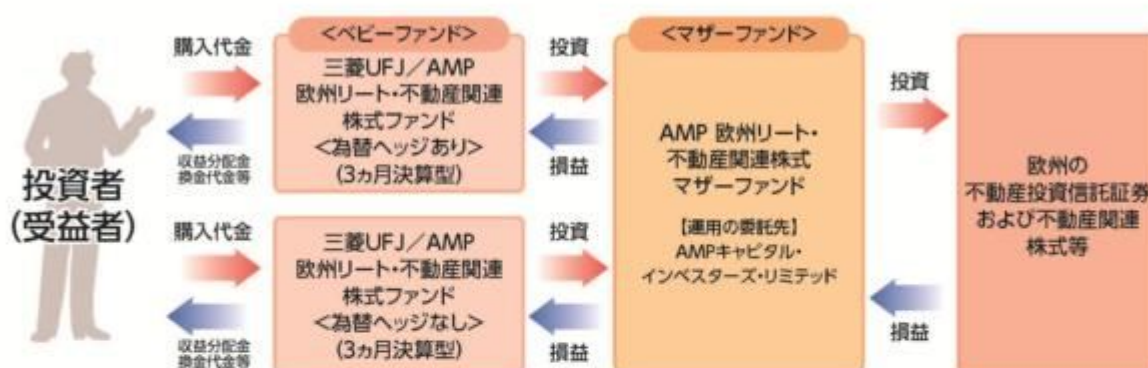 投資者
(受益者)
購入代金
収益分配金
換金代金等
購入代金
収益分配金
換金代金等
<ベビーファンド>
三菱UFJ/AMP
欧州リート・不動産関連
株式ファンド
<為替ヘッジあり>
(3ヵ月決算型)
三菱UFJ/AMP
欧州リート・不動産関連
株式ファンド
<為替ヘッジなし>
(3ヵ月決算型)
投資
損益
投資
損益
<マザーファンド>
AMP 欧州リート・
不動産関連株式
マザーファンド
【運用の委託先】
AMPキャピタル・
インベスターズ・リミテッド
投資
損益
欧州の
不動産投資信託証券
および不動産関連
株式等